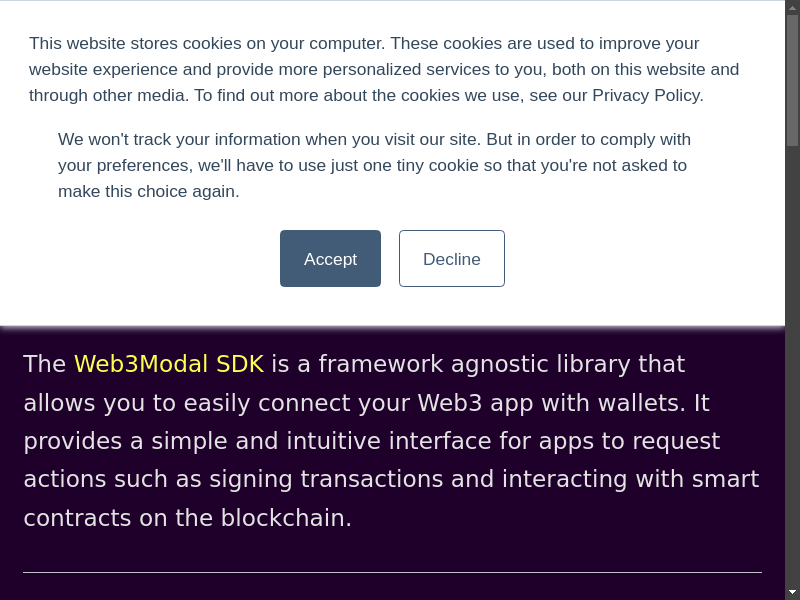 This website stores cookies on your computer. These cookies are used to improve your
website experience and provide more personalized services to you, both on this website and
through other media. To find out more about the cookies we use, see our Privacy Policy.
We won't track your information when you visit our site. But in order to comply with
your preferences, we'll have to use just one tiny cookie so that you're not asked to
make this choice again.
Accept
Decline
The Web3Modal SDK is a framework agnostic library that
allows you to easily connect your Web3 app with wallets. It
provides a simple and intuitive interface for apps to request
actions such as signing transactions and interacting with smart
contracts on the blockchain.